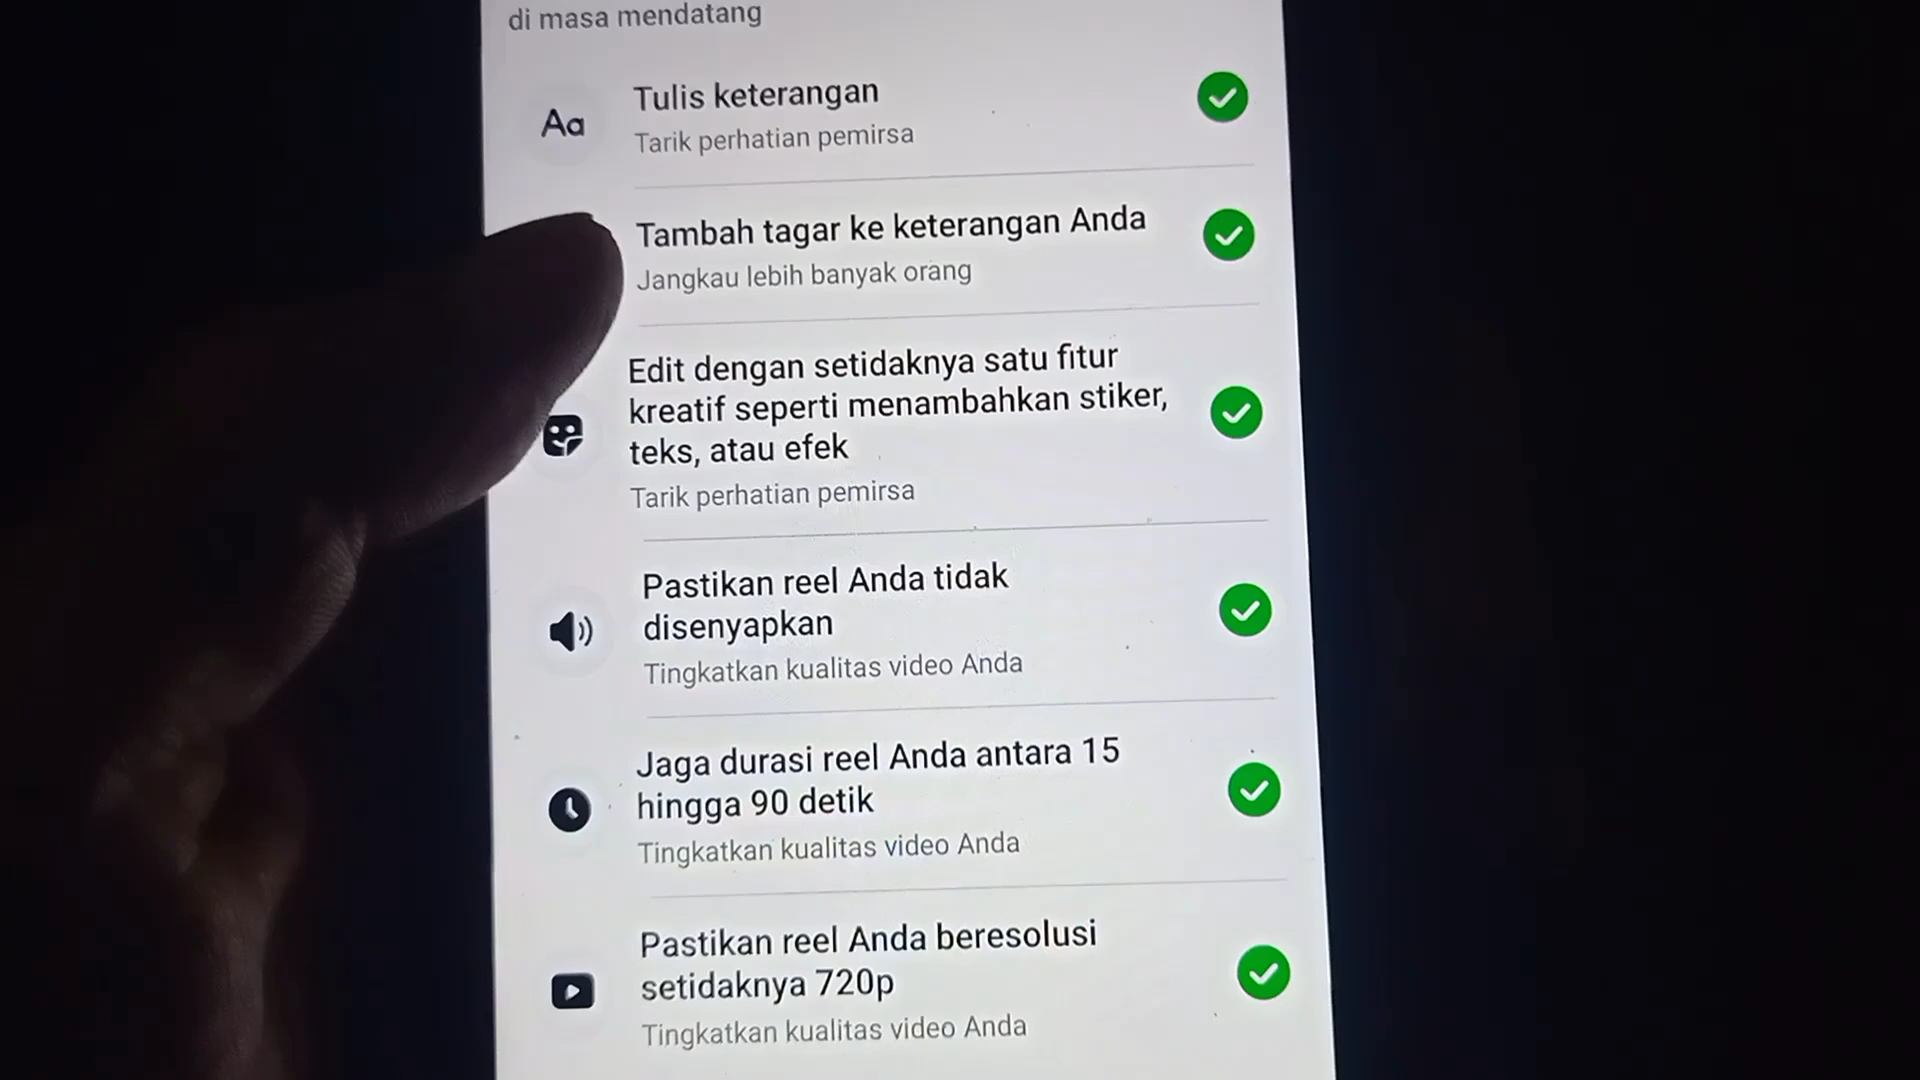 di masa mendatang
Aa
Tulis keterangan
Tarik perhatian pemirsa
Tambah tagar ke keterangan Anda
Jangkau lebih banyak orang
Edit dengan setidaknya satu fitur
kreatif seperti menambahkan stiker,
teks, atau efek
Tarik perhatian pemirsa
Pastikan reel Anda tidak
disenyapkan
Tingkatkan kualitas video Anda
Jaga durasi reel Anda antara 15
hingga 90 detik
Tingkatkan kualitas video Anda
Pastikan reel Anda beresolusi
setidaknya 720p
Tingkatkan kualitas video Anda